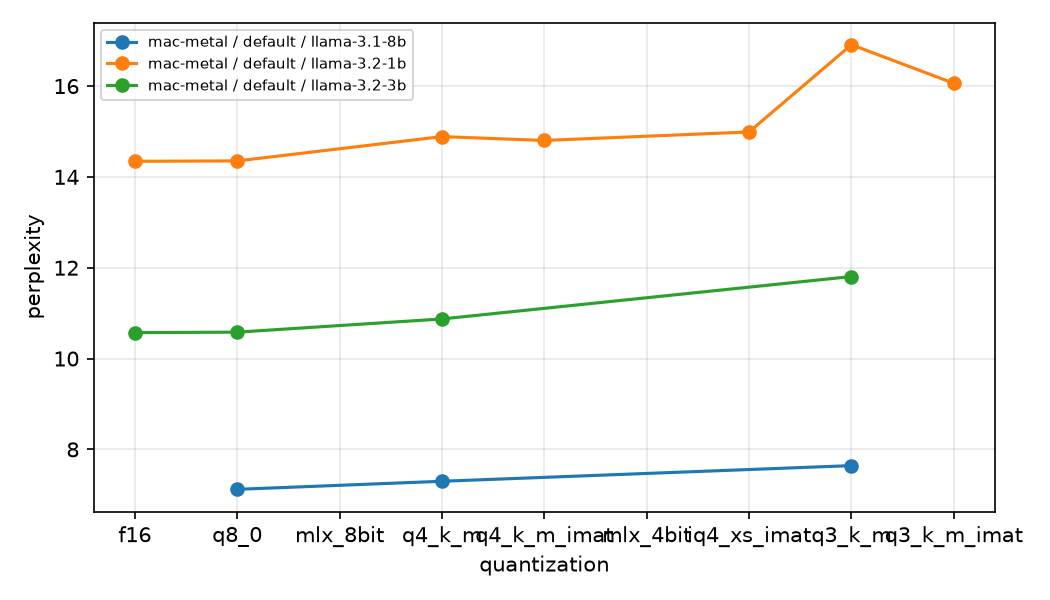 mac-metal / default / llama-3.1-8b
mac-metal / default / llama-3.2-1b
mac-metal / default / llama-3.2-3b
16
14
12
10
8
perplexity
f16 q8_0 mlx_8bit q4_k_m q4_k_m_imat mlx_4bit iq4_xs_imat q3_k_m q3_k_m_imat
quantization